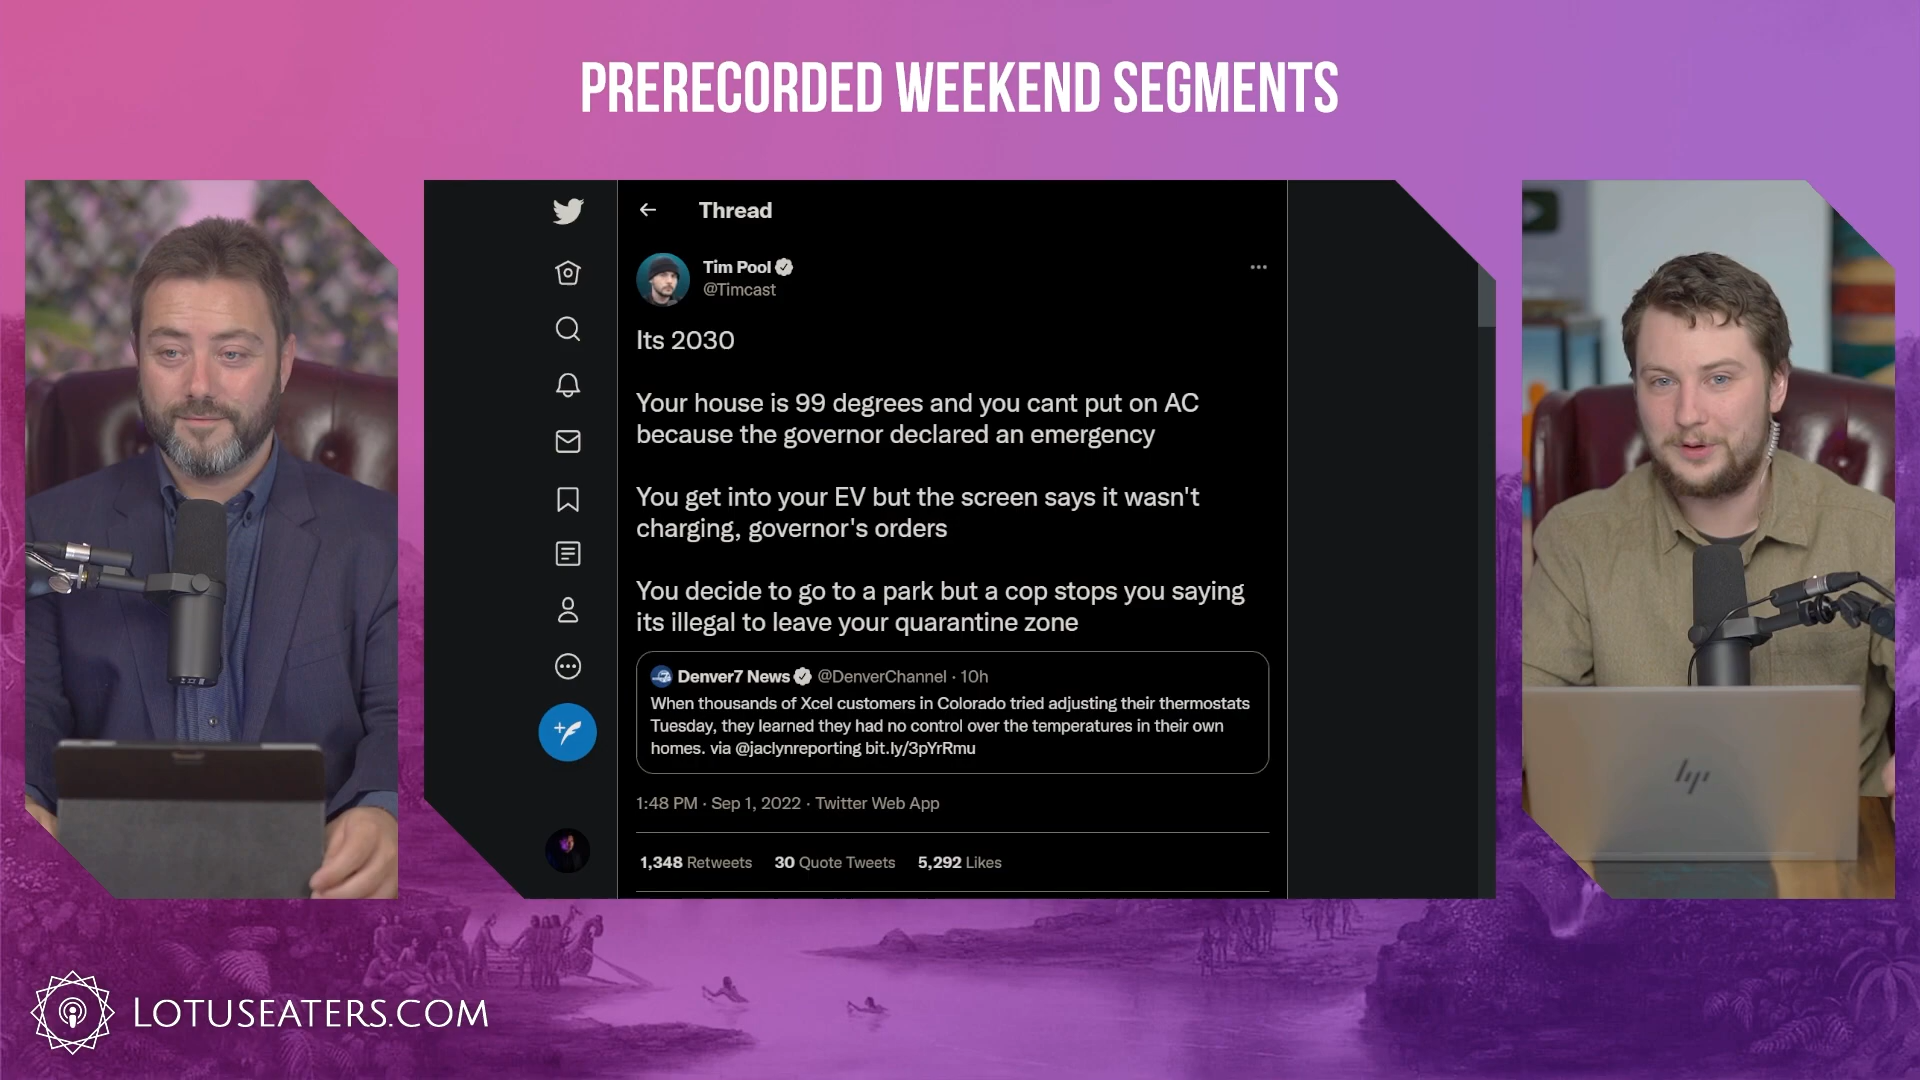 PRERECORDED WEEKEND SEGMENTS
Thread
Tim Pool
@Timcast
Its 2030
Your house is 99 degrees and you cant put on AC
because the governor declared an emergency
You get into your EV but the screen says it wasn't
charging, governor's orders
You decide to go to a park but a cop stops you saying
its illegal to leave your quarantine zone
Denver7 News @DenverChannel · 10h
When thousands of Xcel customers in Colorado tried adjusting their thermostats
Tuesday, they learned they had no control over the temperatures in their own
homes. via @jaclynreporting bit.ly/3pYrRmu
1:48 PM · Sep 1, 2022 · Twitter Web App
1,348 Retweets 30 Quote Tweets 5,292 Likes
hp
LOTUSEATERS.COM